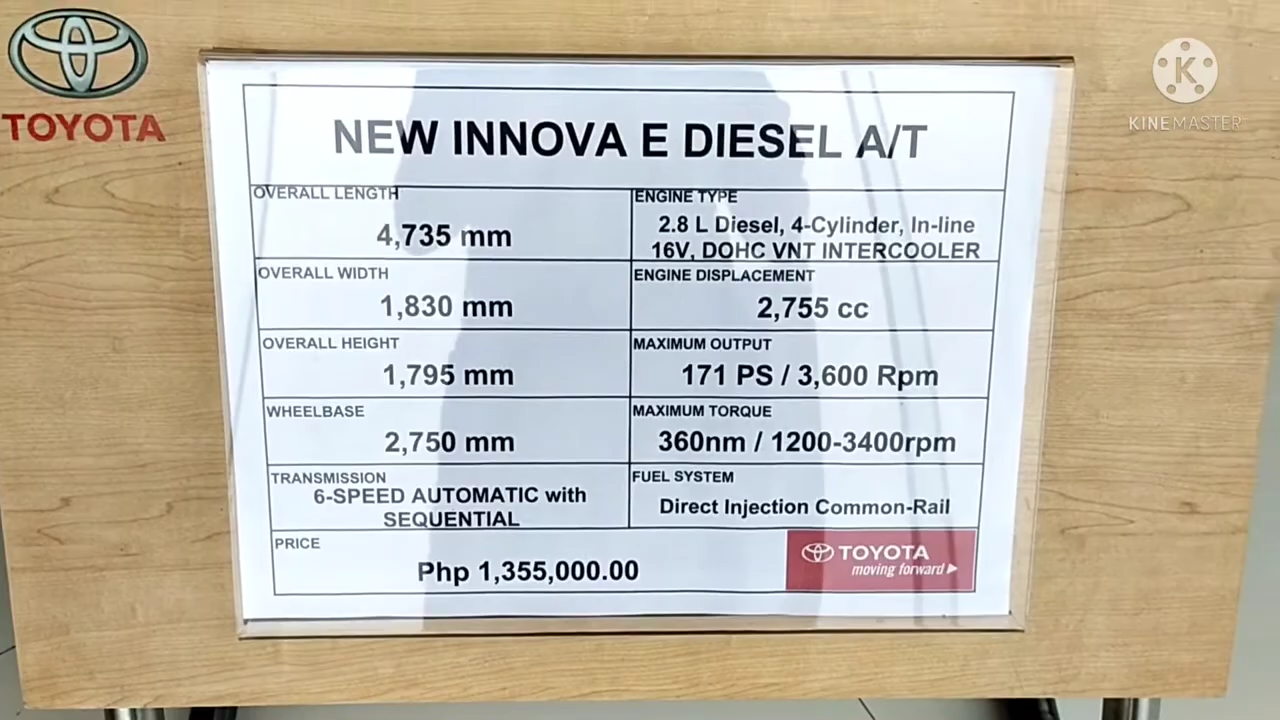 TOYOTA
KINEMASTER
NEW INNOVA E DIESEL A/T
OVERALL LENGTH
4,735 mm
ENGINE TYPE
2.8 L Diesel, 4-Cylinder, In-line
16V, DOHC VNT INTERCOOLER
OVERALL WIDTH
1,830 mm
ENGINE DISPLACEMENT
2,755 cc
OVERALL HEIGHT
1,795 mm
MAXIMUM OUTPUT
171 PS / 3,600 Rpm
WHEELBASE
2,750 mm
MAXIMUM TORQUE
360nm / 1200-3400rpm
TRANSMISSION
6-SPEED AUTOMATIC with
SEQUENTIAL
FUEL SYSTEM
Direct Injection Common-Rail
PRICE
Php 1,355,000.00
TOYOTA
moving forward